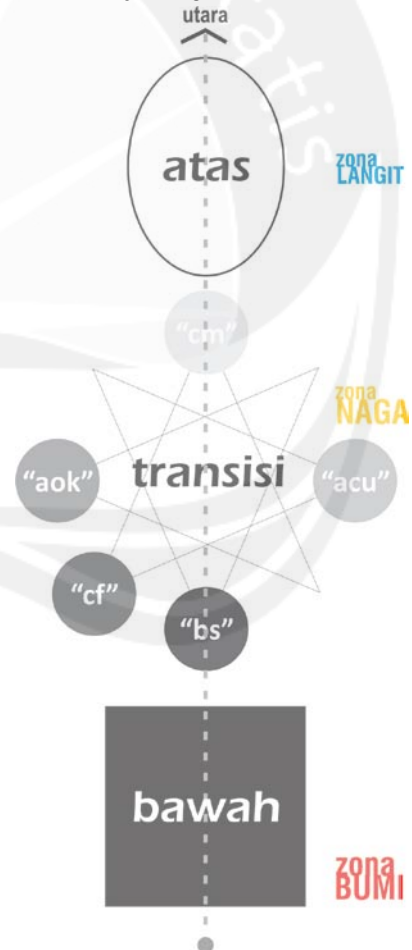 utara
atas
zona
LANGIT
"cm"
zona
NAGA
"aok"
transisi
"acu"
"cf"
"bs"
bawah
zona
BUMI